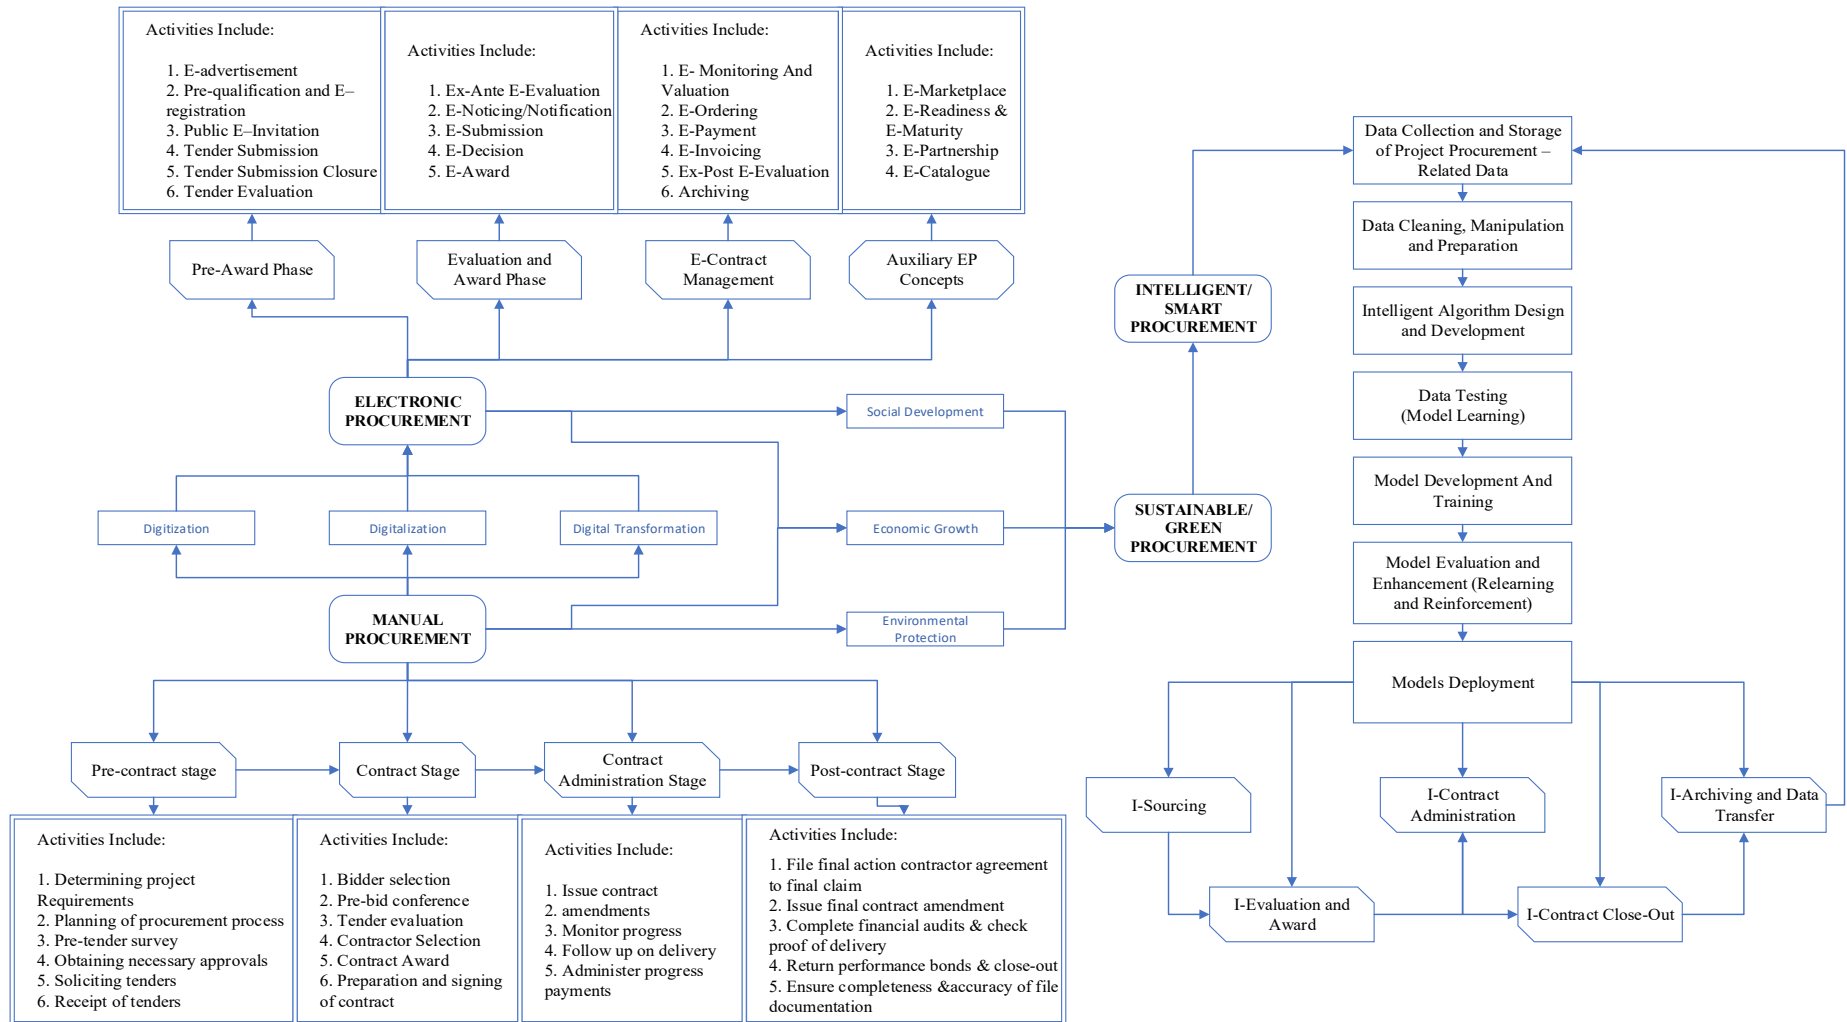 Activities Include:
1. E-advertisement
2. Pre-qualification and E–
registration
3. Public E–Invitation
4. Tender Submission
5. Tender Submission Closure
6. Tender Evaluation
Activities Include:
1. Ex-Ante E-Evaluation
2. E-Noticing/Notification
3. E-Submission
4. E-Decision
5. E-Award
Activities Include:
1. E- Monitoring And
Valuation
2. E-Ordering
3. E-Payment
4. E-Invoicing
5. Ex-Post E-Evaluation
6. Archiving
Activities Include:
1. E-Marketplace
2. E-Readiness &
E-Maturity
3. E-Partnership
4. E-Catalogue
Pre-Award Phase
Evaluation and
Award Phase
E-Contract
Management
Auxiliary EP
Concepts
ELECTRONIC
PROCUREMENT
Social Development
Digitization
Digitalization
Digital Transformation
Economic Growth
MANUAL
PROCUREMENT
Environmental
Protection
SUSTAINABLE/
GREEN
PROCUREMENT
INTELLIGENT/
SMART
PROCUREMENT
Pre-contract stage
Contract Stage
Contract
Administration Stage
Post-contract Stage
Activities Include:
1. Determining project
Requirements
2. Planning of procurement process
3. Pre-tender survey
4. Obtaining necessary approvals
5. Soliciting tenders
6. Receipt of tenders
Activities Include:
1. Bidder selection
2. Pre-bid conference
3. Tender evaluation
4. Contractor Selection
5. Contract Award
6. Preparation and signing
of contract
Activities Include:
1. Issue contract
2. amendments
3. Monitor progress
4. Follow up on delivery
5. Administer progress
payments
Activities Include:
1. File final action contractor agreement
to final claim
2. Issue final contract amendment
3. Complete financial audits & check
proof of delivery
4. Return performance bonds & close-out
5. Ensure completeness &accuracy of file
documentation
Data Collection and Storage
of Project Procurement –
Related Data
Data Cleaning, Manipulation
and Preparation
Intelligent Algorithm Design
and Development
Data Testing
(Model Learning)
Model Development And
Training
Model Evaluation and
Enhancement (Relearning
and Reinforcement)
Models Deployment
I-Sourcing
I-Contract
Administration
I-Archiving and Data
Transfer
I-Evaluation and
Award
I-Contract Close-Out